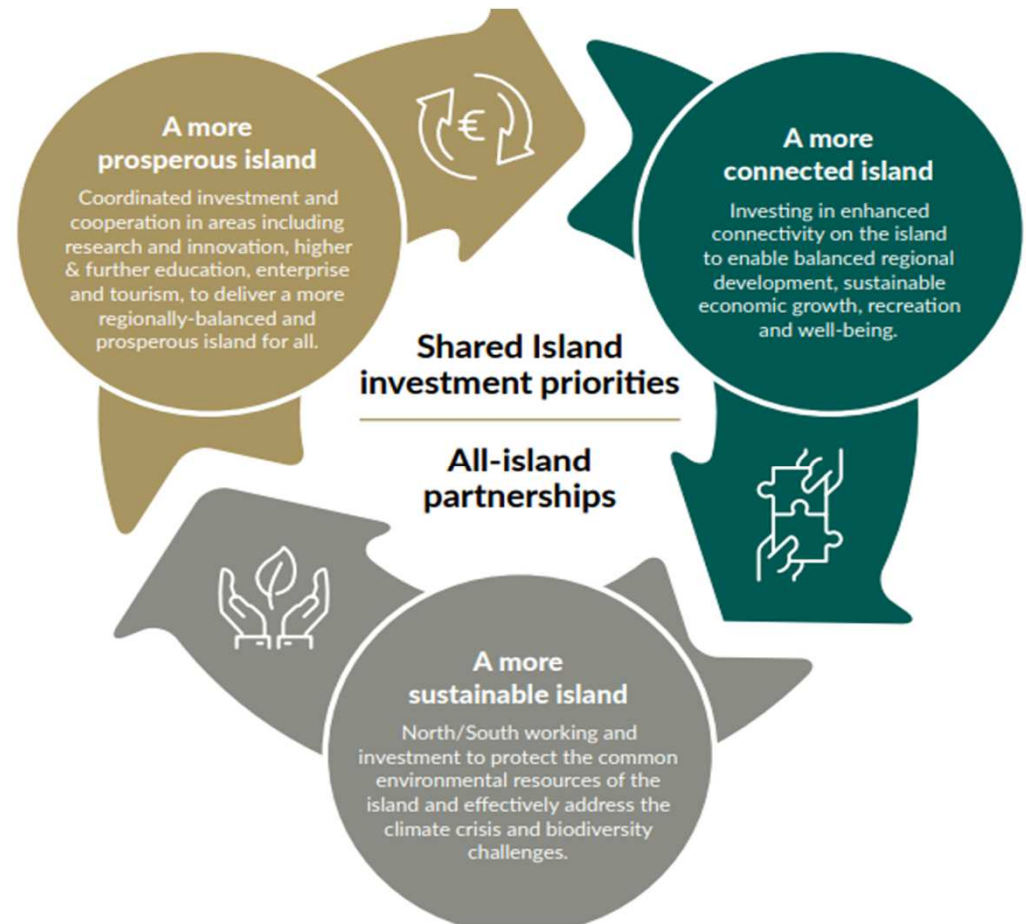 A more
prosperous island
Coordinated investment and
cooperation in areas including
research and innovation, higher
& further education, enterprise
and tourism, to deliver a more
regionally-balanced and
prosperous island for all.
€
A more
connected island
Investing in enhanced
connectivity on the island
to enable balanced regional
development, sustainable
economic growth, recreation
and well-being.
Shared Island
investment priorities
All-island
partnerships
A more
sustainable island
North/South working and
investment to protect the common
environmental resources of the
island and effectively address the
climate crisis and biodiversity
challenges.